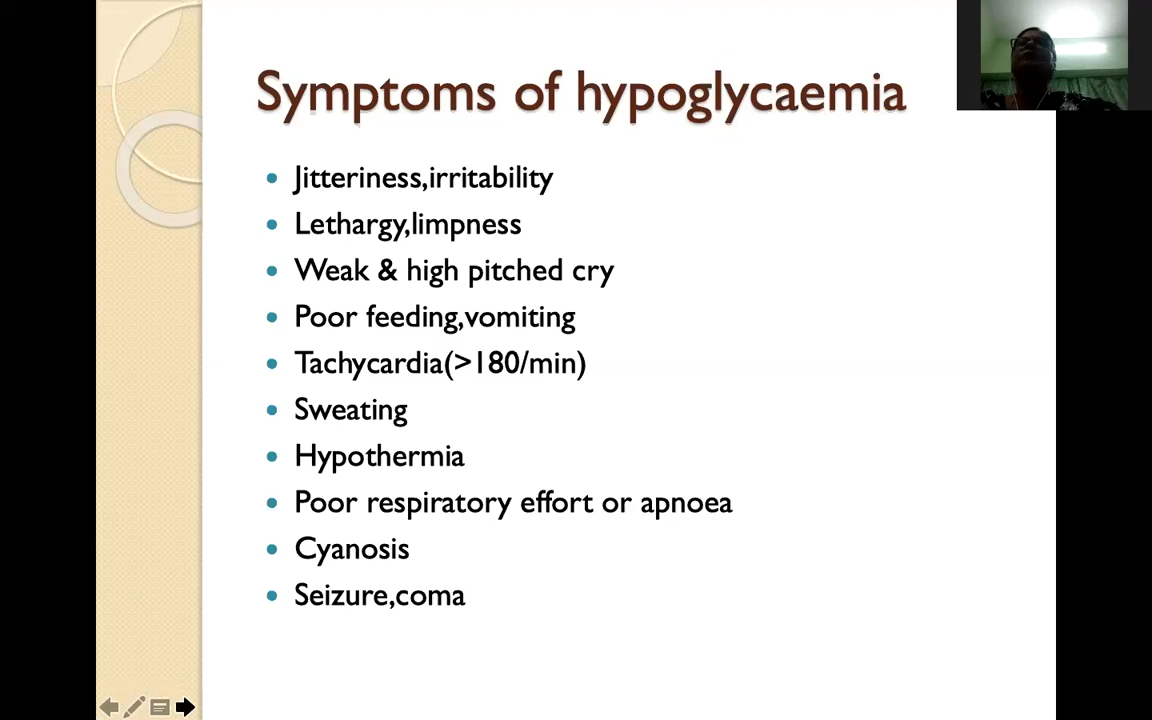 Symptoms of hypoglycaemia
Jitteriness,irritability
Lethargy,limpness
Weak & high pitched cry
Poor feeding,vomiting
Tachycardia(>180/min)
Sweating
Hypothermia
Poor respiratory effort or apnoea
Cyanosis
Seizure,coma